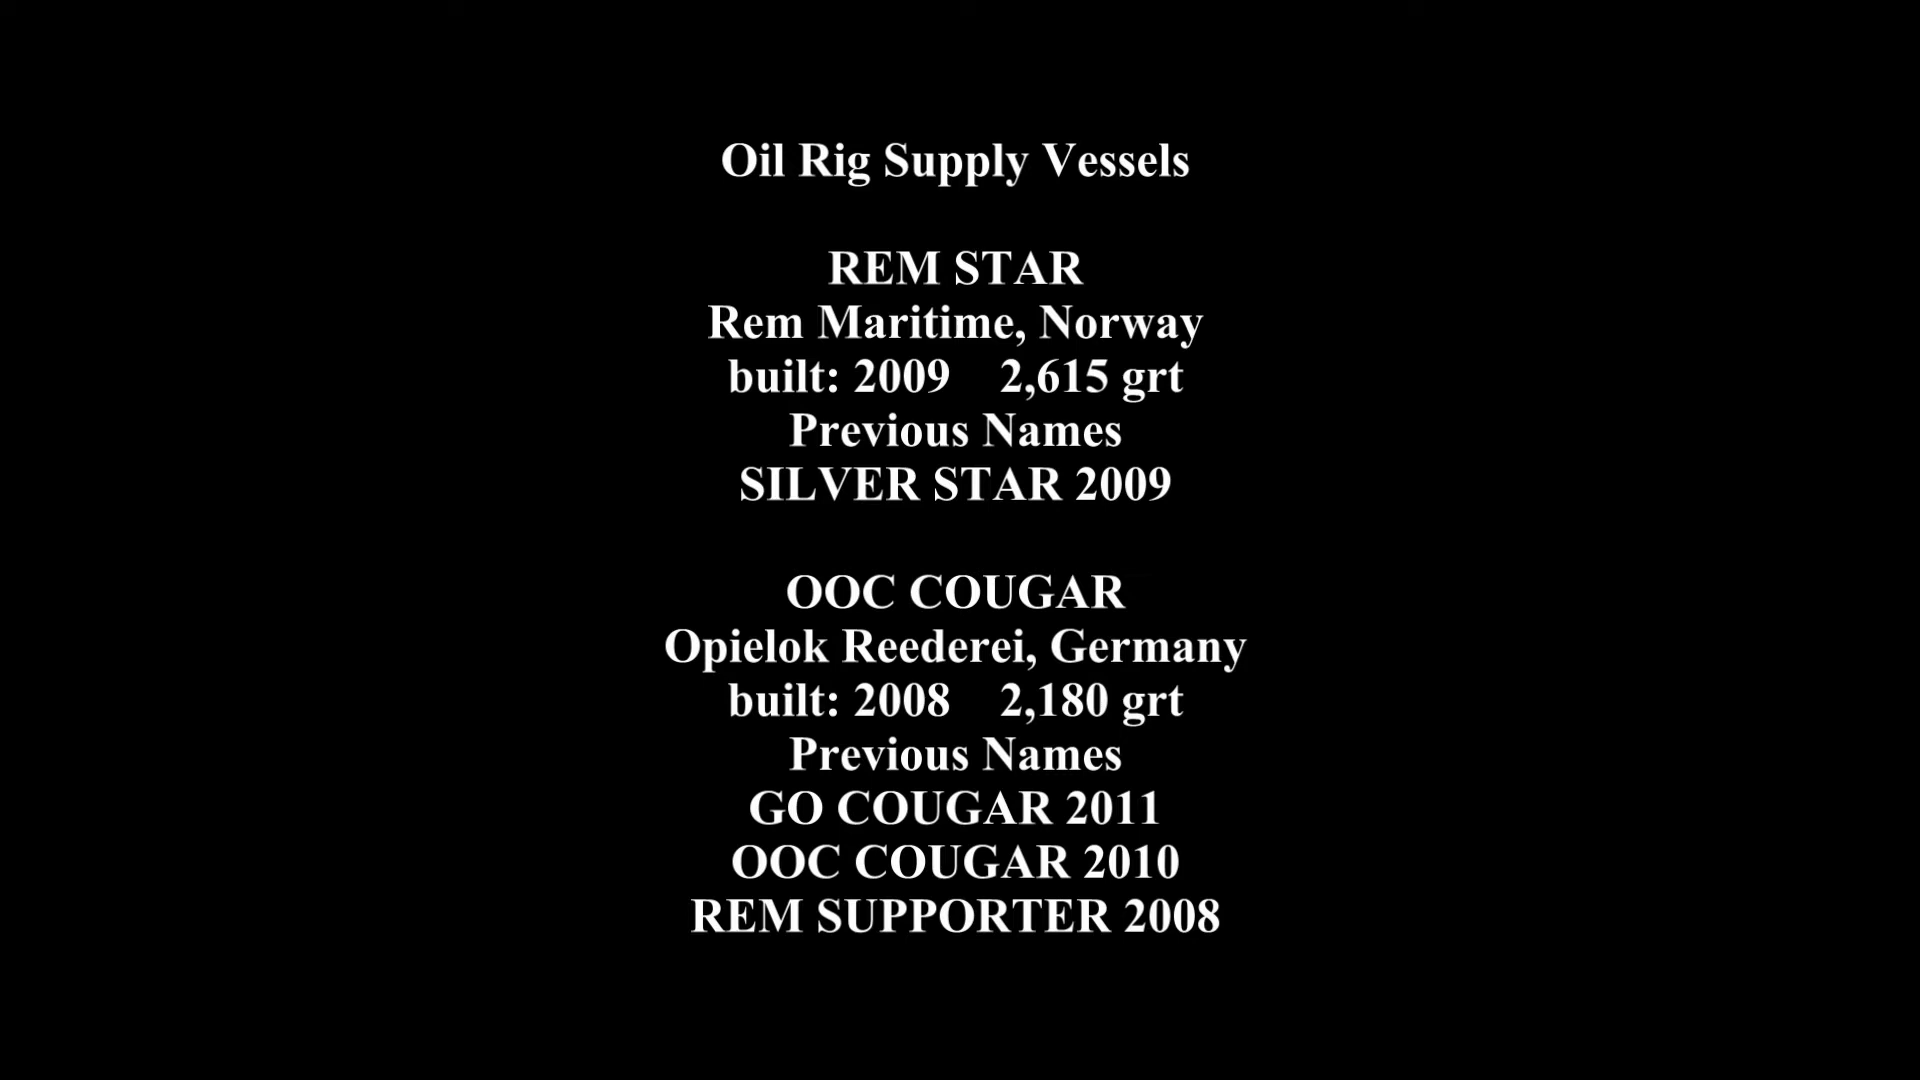 Oil Rig Supply Vessels
REM STAR
Rem Maritime, Norway
built: 2009    2,615 grt
Previous Names
SILVER STAR 2009
OOC COUGAR
Opielok Reederei, Germany
built: 2008    2,180 grt
Previous Names
GO COUGAR 2011
OOC COUGAR 2010
REM SUPPORTER 2008